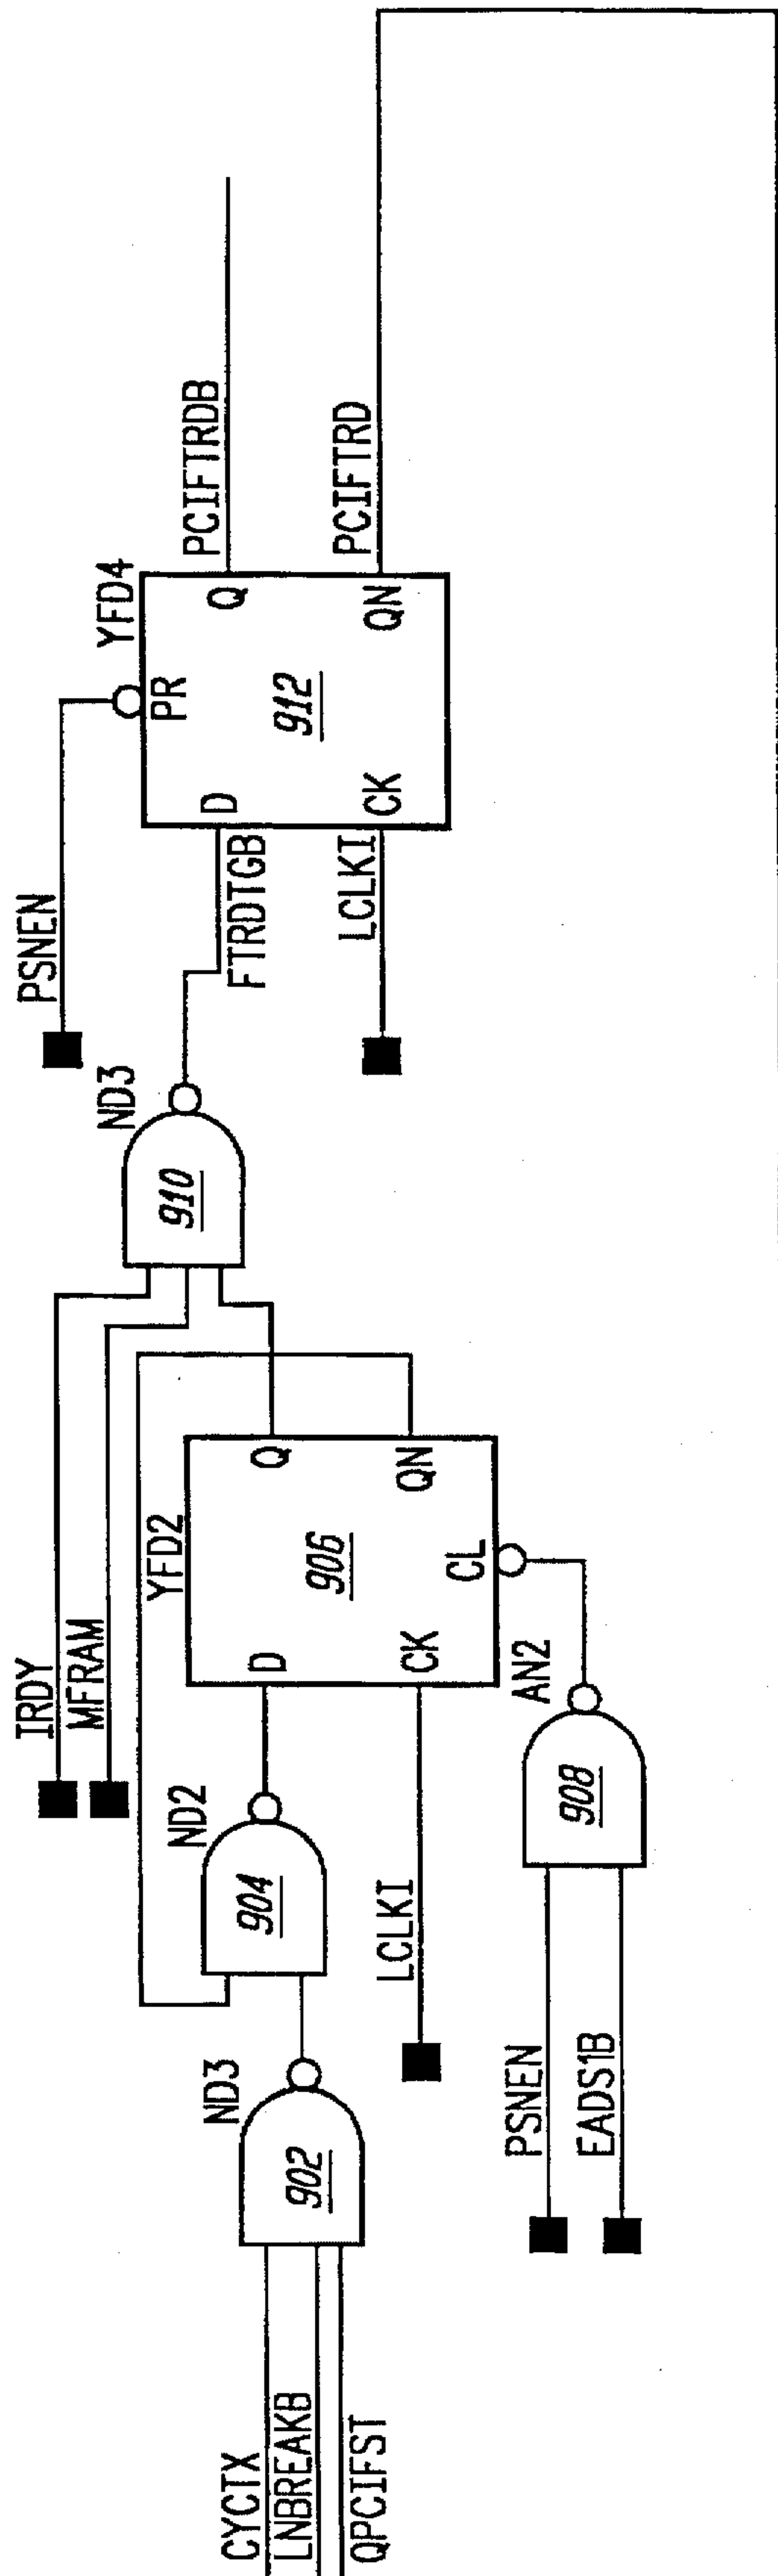 CYCTX
LNBREAKB
QPCIFST
ND3
902
ND2
904
LCLKI
PSNEN
EADS1B
AN2
908
IRDY
MFRAM
YFD2
D
Q
906
CK
CL
QN
ND3
910
PSNEN
FTRDTGB
LCLKI
YFD4
PR
D
Q
912
CK
QN
PCIFTRDB
PCIFTRD